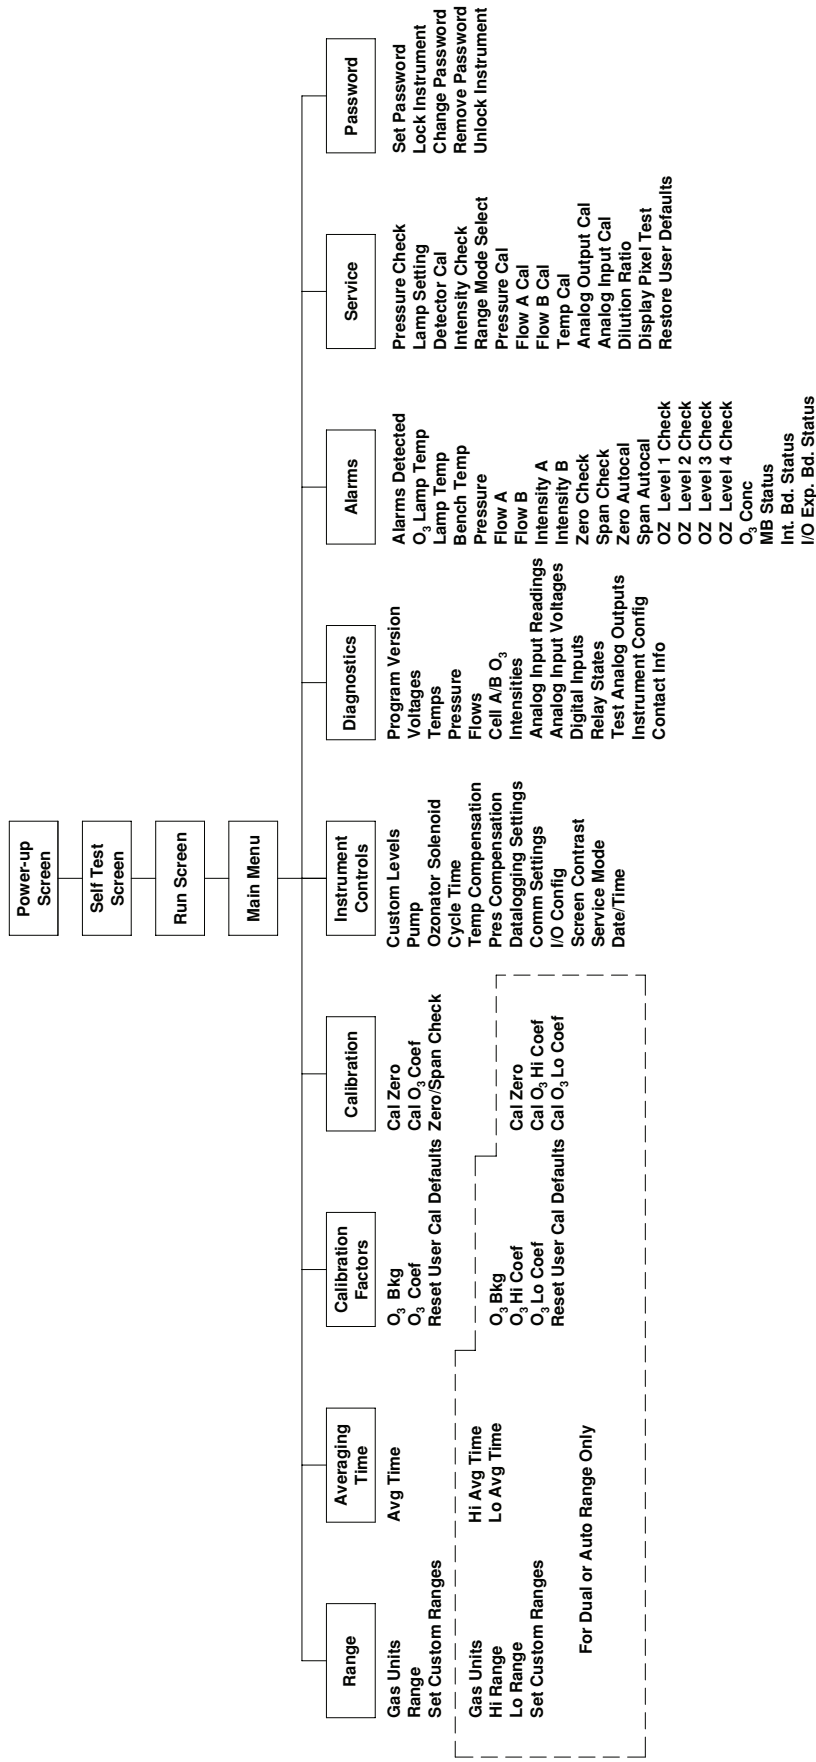 Power-up
Screen
Self Test
Screen
Run Screen
Main Menu
Range
Averaging
Time
Calibration
Factors
Calibration
Instrument
Controls
Diagnostics
Alarms
Service
Password
Gas Units
Range
Set Custom Ranges
Avg Time
O₃ Bkg
O₃ Coef
Reset User Cal Defaults
Cal Zero
Cal O₃ Coef
Zero/Span Check
Custom Levels
Pump
Ozonator Solenoid
Cycle Time
Temp Compensation
Pres Compensation
Datalogging Settings
Comm Settings
I/O Config
Screen Contrast
Service Mode
Date/Time
Program Version
Voltages
Temps
Pressure
Flows
Cell A/B O₃
Intensities
Analog Input Readings
Analog Input Voltages
Digital Inputs
Relay States
Test Analog Outputs
Instrument Config
Contact Info
Alarms Detected
O₃ Lamp Temp
Lamp Temp
Bench Temp
Pressure
Flow A
Flow B
Intensity A
Intensity B
Zero Check
Span Check
Zero Autocal
Span Autocal
OZ Level 1 Check
OZ Level 2 Check
OZ Level 3 Check
OZ Level 4 Check
O₃ Conc
MB Status
Int. Bd. Status
I/O Exp. Bd. Status
Pressure Check
Lamp Setting
Detector Cal
Intensity Check
Range Mode Select
Pressure Cal
Flow A Cal
Flow B Cal
Temp Cal
Analog Output Cal
Analog Input Cal
Dilution Ratio
Display Pixel Test
Restore User Defaults
Set Password
Lock Instrument
Change Password
Remove Password
Unlock Instrument
Gas Units
Hi Range
Lo Range
Set Custom Ranges
Hi Avg Time
Lo Avg Time
O₃ Bkg
O₃ Hi Coef
O₃ Lo Coef
Reset User Cal Defaults
Cal Zero
Cal O₃ Hi Coef
Cal O₃ Lo Coef
For Dual or Auto Range Only